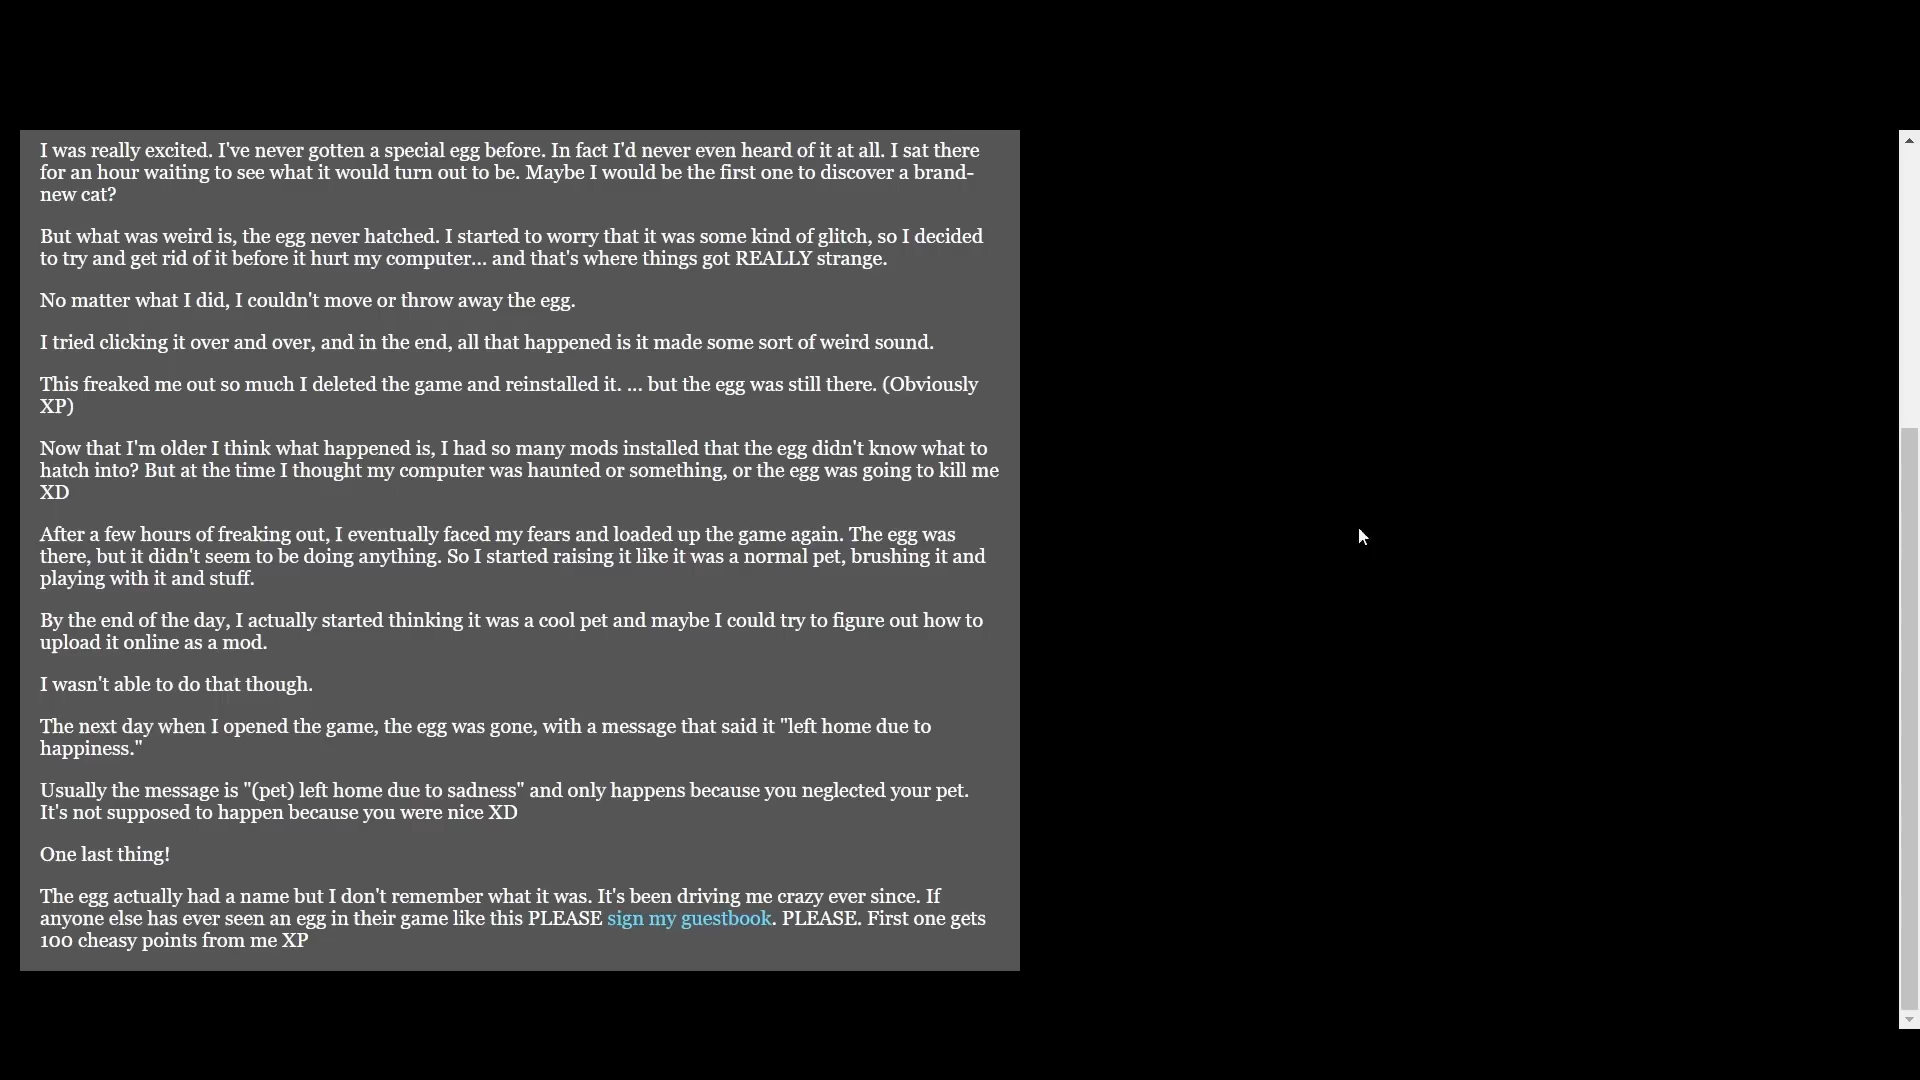 I was really excited. I've never gotten a special egg before. In fact I'd never even heard of it at all. I sat there
for an hour waiting to see what it would turn out to be. Maybe I would be the first one to discover a brand-
new cat?
But what was weird is, the egg never hatched. I started to worry that it was some kind of glitch, so I decided
to try and get rid of it before it hurt my computer... and that's where things got REALLY strange.
No matter what I did, I couldn't move or throw away the egg.
I tried clicking it over and over, and in the end, all that happened is it made some sort of weird sound.
This freaked me out so much I deleted the game and reinstalled it. ... but the egg was still there. (Obviously
XP)
Now that I'm older I think what happened is, I had so many mods installed that the egg didn't know what to
hatch into? But at the time I thought my computer was haunted or something, or the egg was going to kill me
XD
After a few hours of freaking out, I eventually faced my fears and loaded up the game again. The egg was
there, but it didn't seem to be doing anything. So I started raising it like it was a normal pet, brushing it and
playing with it and stuff.
By the end of the day, I actually started thinking it was a cool pet and maybe I could try to figure out how to
upload it online as a mod.
I wasn't able to do that though.
The next day when I opened the game, the egg was gone, with a message that said it "left home due to
happiness."
Usually the message is "(pet) left home due to sadness" and only happens because you neglected your pet.
It's not supposed to happen because you were nice XD
One last thing!
The egg actually had a name but I don't remember what it was. It's been driving me crazy ever since. If
anyone else has ever seen an egg in their game like this PLEASE sign my guestbook. PLEASE. First one gets
100 cheasy points from me XP